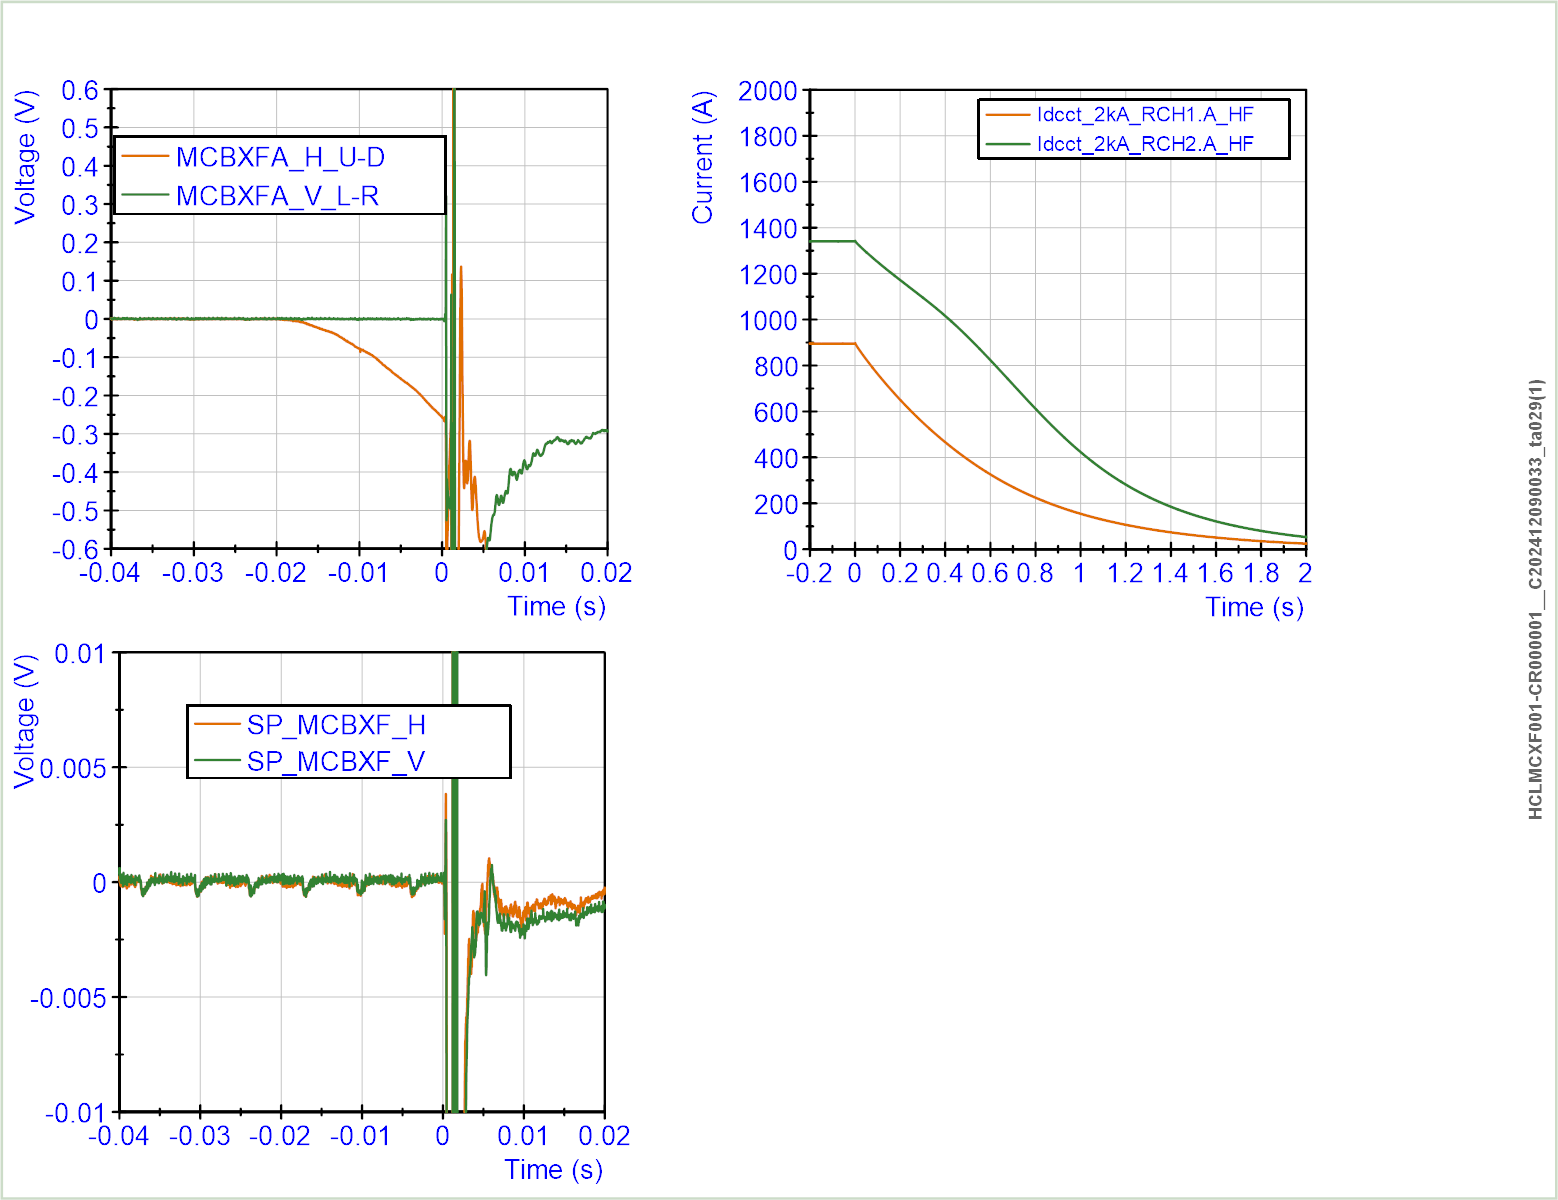 Voltage (V)
0.6
0.5
0.4
0.3
0.2
0.1
0
-0.1
-0.2
-0.3
-0.4
-0.5
-0.6
MCBXFA_H_U-D
MCBXFA_V_L-R
-0.04 -0.03 -0.02 -0.01 0 0.01 0.02
Time (s)
Current (A)
2000
1800
1600
1400
1200
1000
800
600
400
200
0
Idcct_2kA_RCH1.A_HF
Idcct_2kA_RCH2.A_HF
-0.2 0 0.2 0.4 0.6 0.8 1 1.2 1.4 1.6 1.8 2
Time (s)
Voltage (V)
0.01
0.005
0
-0.005
-0.01
SP_MCBXF_H
SP_MCBXF_V
-0.04 -0.03 -0.02 -0.01 0 0.01 0.02
Time (s)
HCLMCXF001-CR000001__C202412090033_ta029(1)